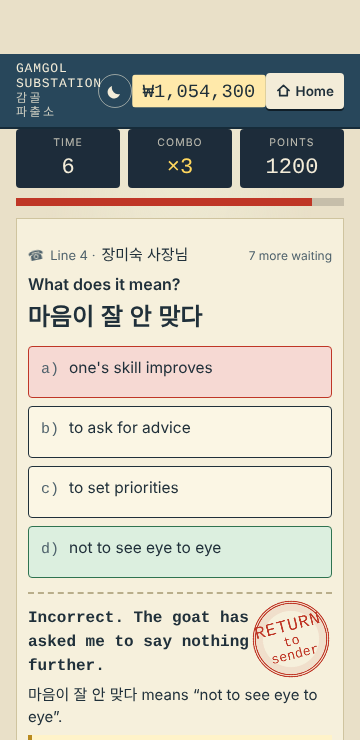 GAMGOL
SUBSTATION
감골
파출소
₩1,054,300
Home
TIME
6
COMBO
×3
POINTS
1200
☎ Line 4 · 장미숙 사장님
7 more waiting
What does it mean?
마음이 잘 안 맞다
a) one's skill improves
b) to ask for advice
c) to set priorities
d) not to see eye to eye
Incorrect. The goat has
asked me to say nothing
further.
RETURN
to
sender
마음이 잘 안 맞다 means “not to see eye to
eye”.